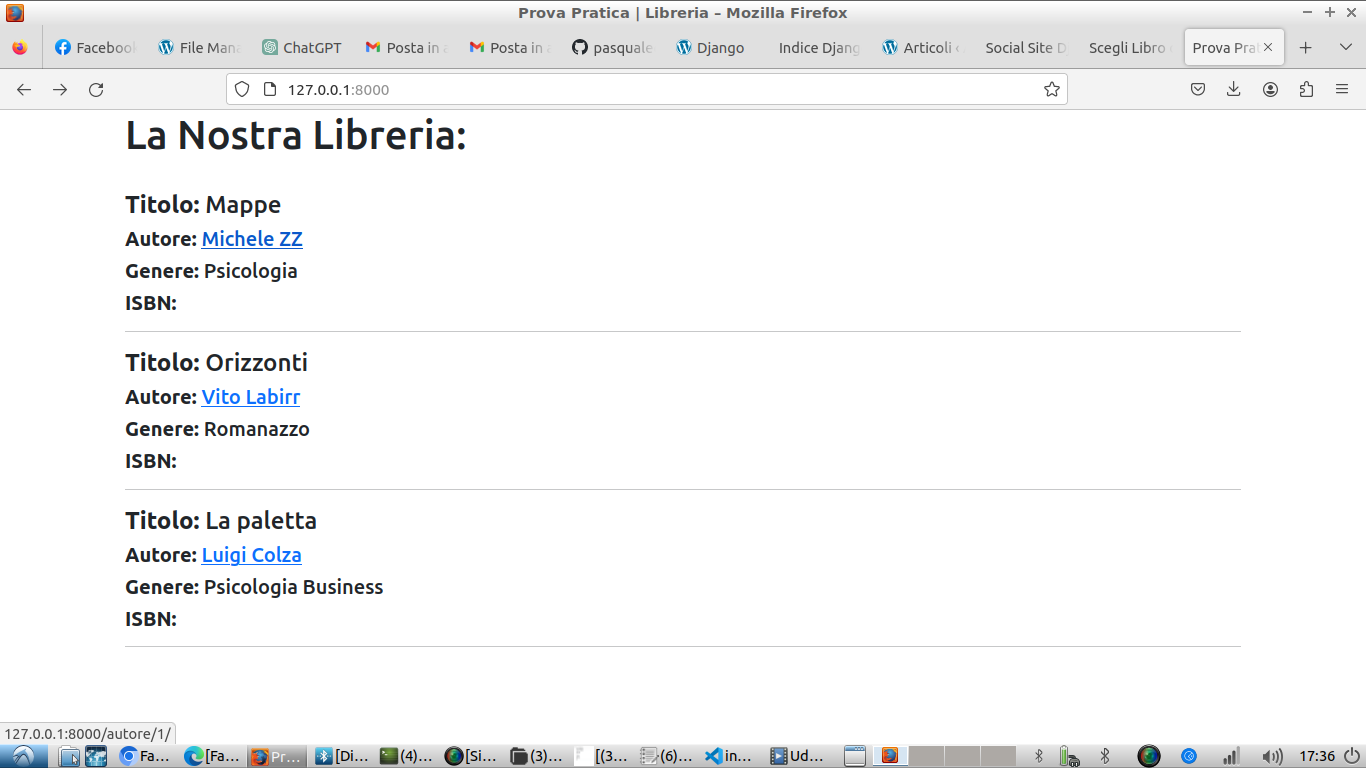 Prova Pratica | Libreria – Mozilla Firefox
Faceboo
File Man
ChatGPT
Posta in a
Posta in a
pasquale
Django
Indice Djang
Articoli ‹
Social Site D
Scegli Libro
Prova Pra
127.0.0.1:8000
La Nostra Libreria:
Titolo: Mappe
Autore: Michele ZZ
Genere: Psicologia
ISBN:
Titolo: Orizzonti
Autore: Vito Labirr
Genere: Romanazzo
ISBN:
Titolo: La paletta
Autore: Luigi Colza
Genere: Psicologia Business
ISBN:
127.0.0.1:8000/autore/1/
Fa... [Fa... Pr... [Di... (4)... [Si... (3)... [(3... (6)... in... Ud... 17:36